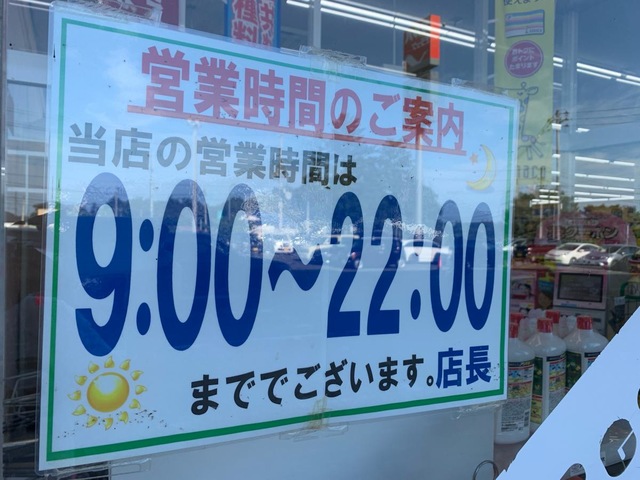 営業時間のご案内
当店の営業時間は
9:00~22:00
まででございます。店長